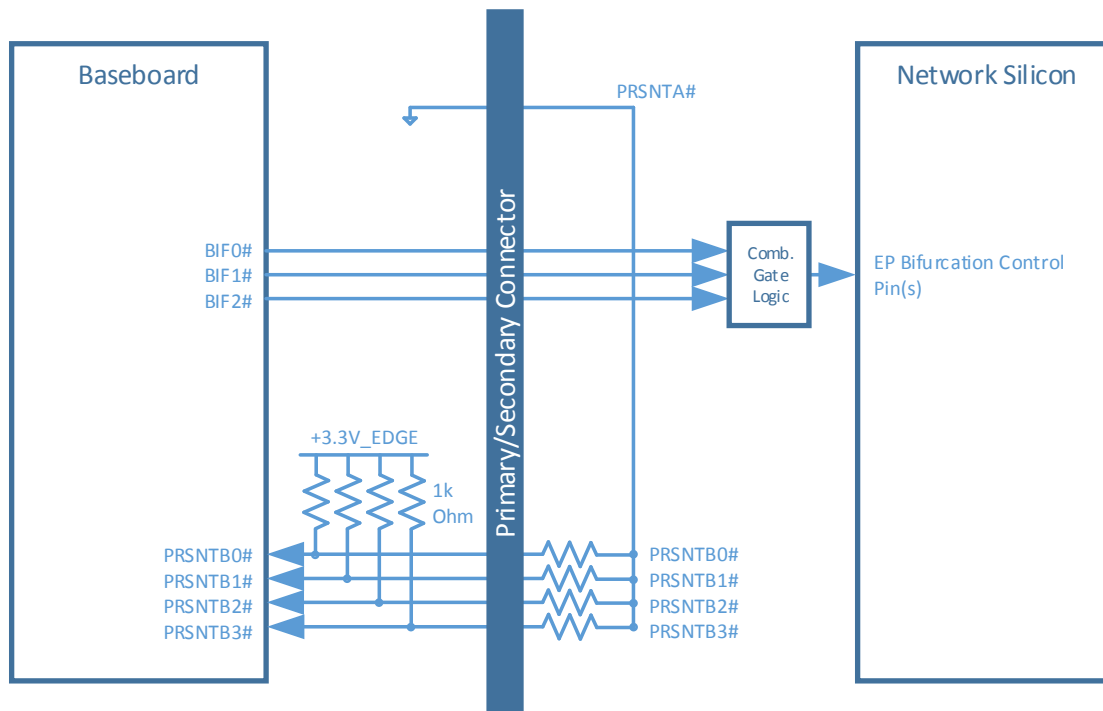 Baseboard
Network Silicon
PRSNTA#
Primary/Secondary Connector
BIF0#
BIF1#
BIF2#
Comb.
Gate
Logic
EP Bifurcation Control
Pin(s)
+3.3V_EDGE
1k
Ohm
PRSNTB0#
PRSNTB1#
PRSNTB2#
PRSNTB3#
PRSNTB0#
PRSNTB1#
PRSNTB2#
PRSNTB3#